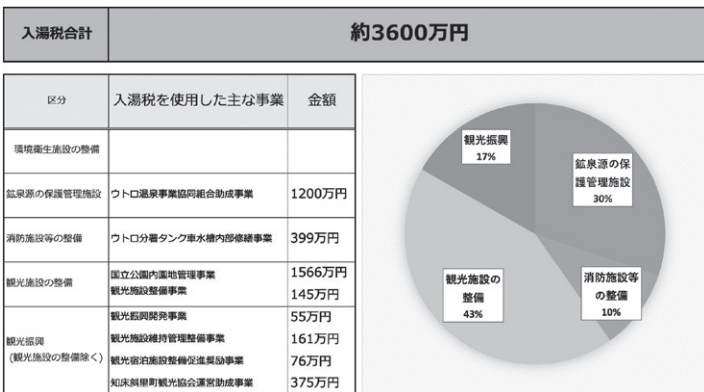 入湯税合計 約3600万円
区分 入湯税を使用した主な事業 金額
環境衛生施設の整備
鉱泉源の保護管理施設 ウトロ温泉事業協同組合助成事業 1200万円
消防施設等の整備 ウトロ分署タンク車水槽内部修繕事業 399万円
観光施設の整備
国立公園内園地管理事業 1566万円
観光施設整備事業 145万円
観光振興
(観光施設の整備除く)
観光振興開発事業 55万円
観光施設維持管理整備事業 161万円
観光宿泊施設整備促進奨励事業 76万円
知床斜里町観光協会運営助成事業 375万円
観光振興
17%
鉱泉源の保
護管理施設
30%
観光施設の
整備
43%
消防施設等
の整備
10%